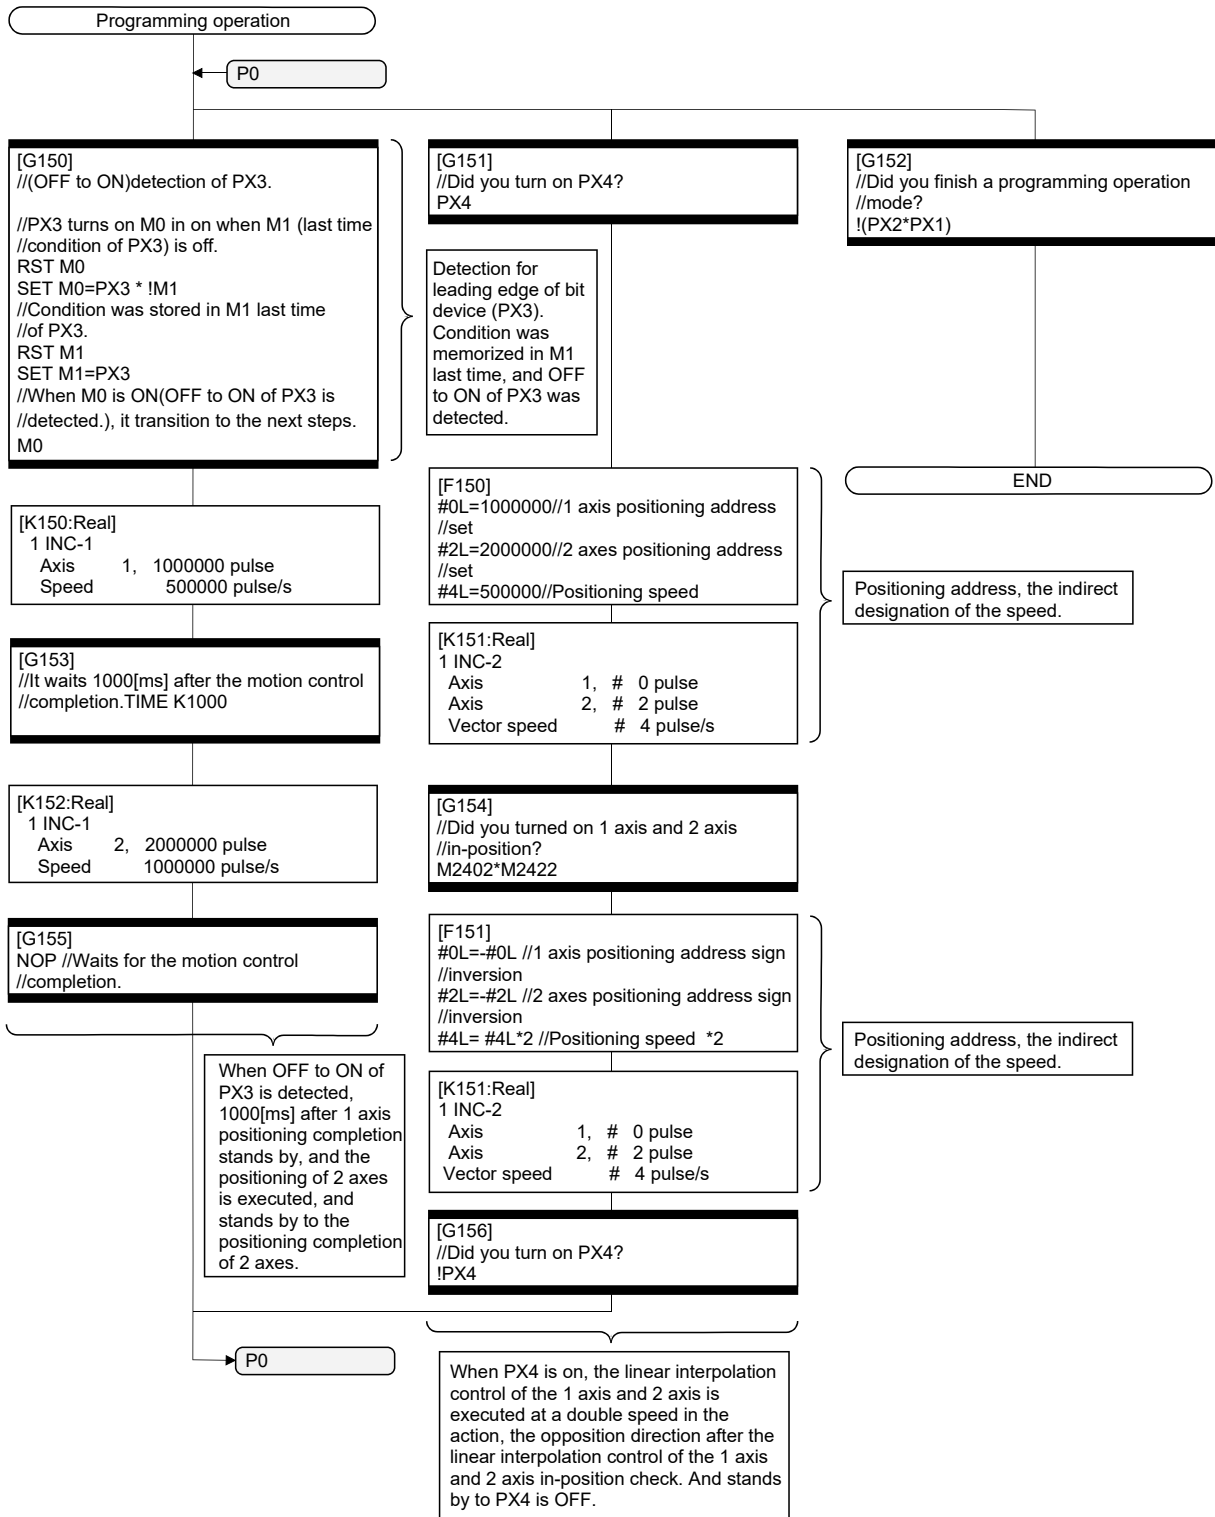 Programming operation
P0
[G150]
//(OFF to ON)detection of PX3.
//PX3 turns on M0 in on when M1 (last time
//condition of PX3) is off.
RST M0
SET M0=PX3 * !M1
//Condition was stored in M1 last time
//of PX3.
RST M1
SET M1=PX3
//When M0 is ON(OFF to ON of PX3 is
//detected.), it transition to the next steps.
M0
[G151]
//Did you turn on PX4?
PX4
[G152]
//Did you finish a programming operation
//mode?
!(PX2*PX1)
Detection for
leading edge of bit
device (PX3).
Condition was
memorized in M1
last time, and OFF
to ON of PX3 was
detected.
END
[K150:Real]
1 INC-1
Axis 1, 1000000 pulse
Speed 500000 pulse/s
[G153]
//It waits 1000[ms] after the motion control
//completion.TIME K1000
[K152:Real]
1 INC-1
Axis 2, 2000000 pulse
Speed 1000000 pulse/s
[G155]
NOP //Waits for the motion control
//completion.
When OFF to ON of
PX3 is detected,
1000[ms] after 1 axis
positioning completion
stands by, and the
positioning of 2 axes
is executed, and
stands by to the
positioning completion
of 2 axes.
[F150]
#0L=1000000//1 axis positioning address
//set
#2L=2000000//2 axes positioning address
//set
#4L=500000//Positioning speed
[K151:Real]
1 INC-2
Axis 1, # 0 pulse
Axis 2, # 2 pulse
Vector speed # 4 pulse/s
Positioning address, the indirect
designation of the speed.
[G154]
//Did you turned on 1 axis and 2 axis
//in-position?
M2402*M2422
[F151]
#0L=-#0L //1 axis positioning address sign
//inversion
#2L=-#2L //2 axes positioning address sign
//inversion
#4L= #4L*2 //Positioning speed *2
[K151:Real]
1 INC-2
Axis 1, # 0 pulse
Axis 2, # 2 pulse
Vector speed # 4 pulse/s
Positioning address, the indirect
designation of the speed.
[G156]
//Did you turn on PX4?
!PX4
P0
When PX4 is on, the linear interpolation
control of the 1 axis and 2 axis is
executed at a double speed in the
action, the opposition direction after the
linear interpolation control of the 1 axis
and 2 axis in-position check. And stands
by to PX4 is OFF.